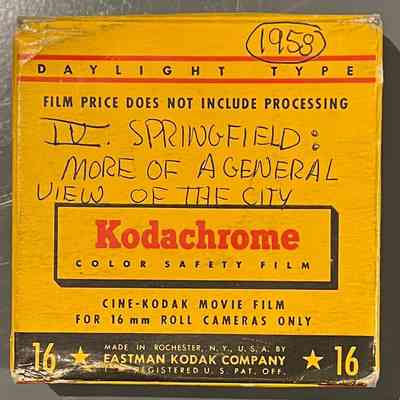 1958
DAYLIGHT TYPE
FILM PRICE DOES NOT INCLUDE PROCESSING
IV. SPRINGFIELD:
MORE OF A GENERAL
VIEW OF THE CITY
Kodachrome
COLOR SAFETY FILM
CINE-KODAK MOVIE FILM
FOR 16 mm ROLL CAMERAS ONLY
16 ★ MADE IN ROCHESTER, N. Y., U. S. A. BY ★ 16
EASTMAN KODAK COMPANY
REGISTERED U. S. PAT. OFF.